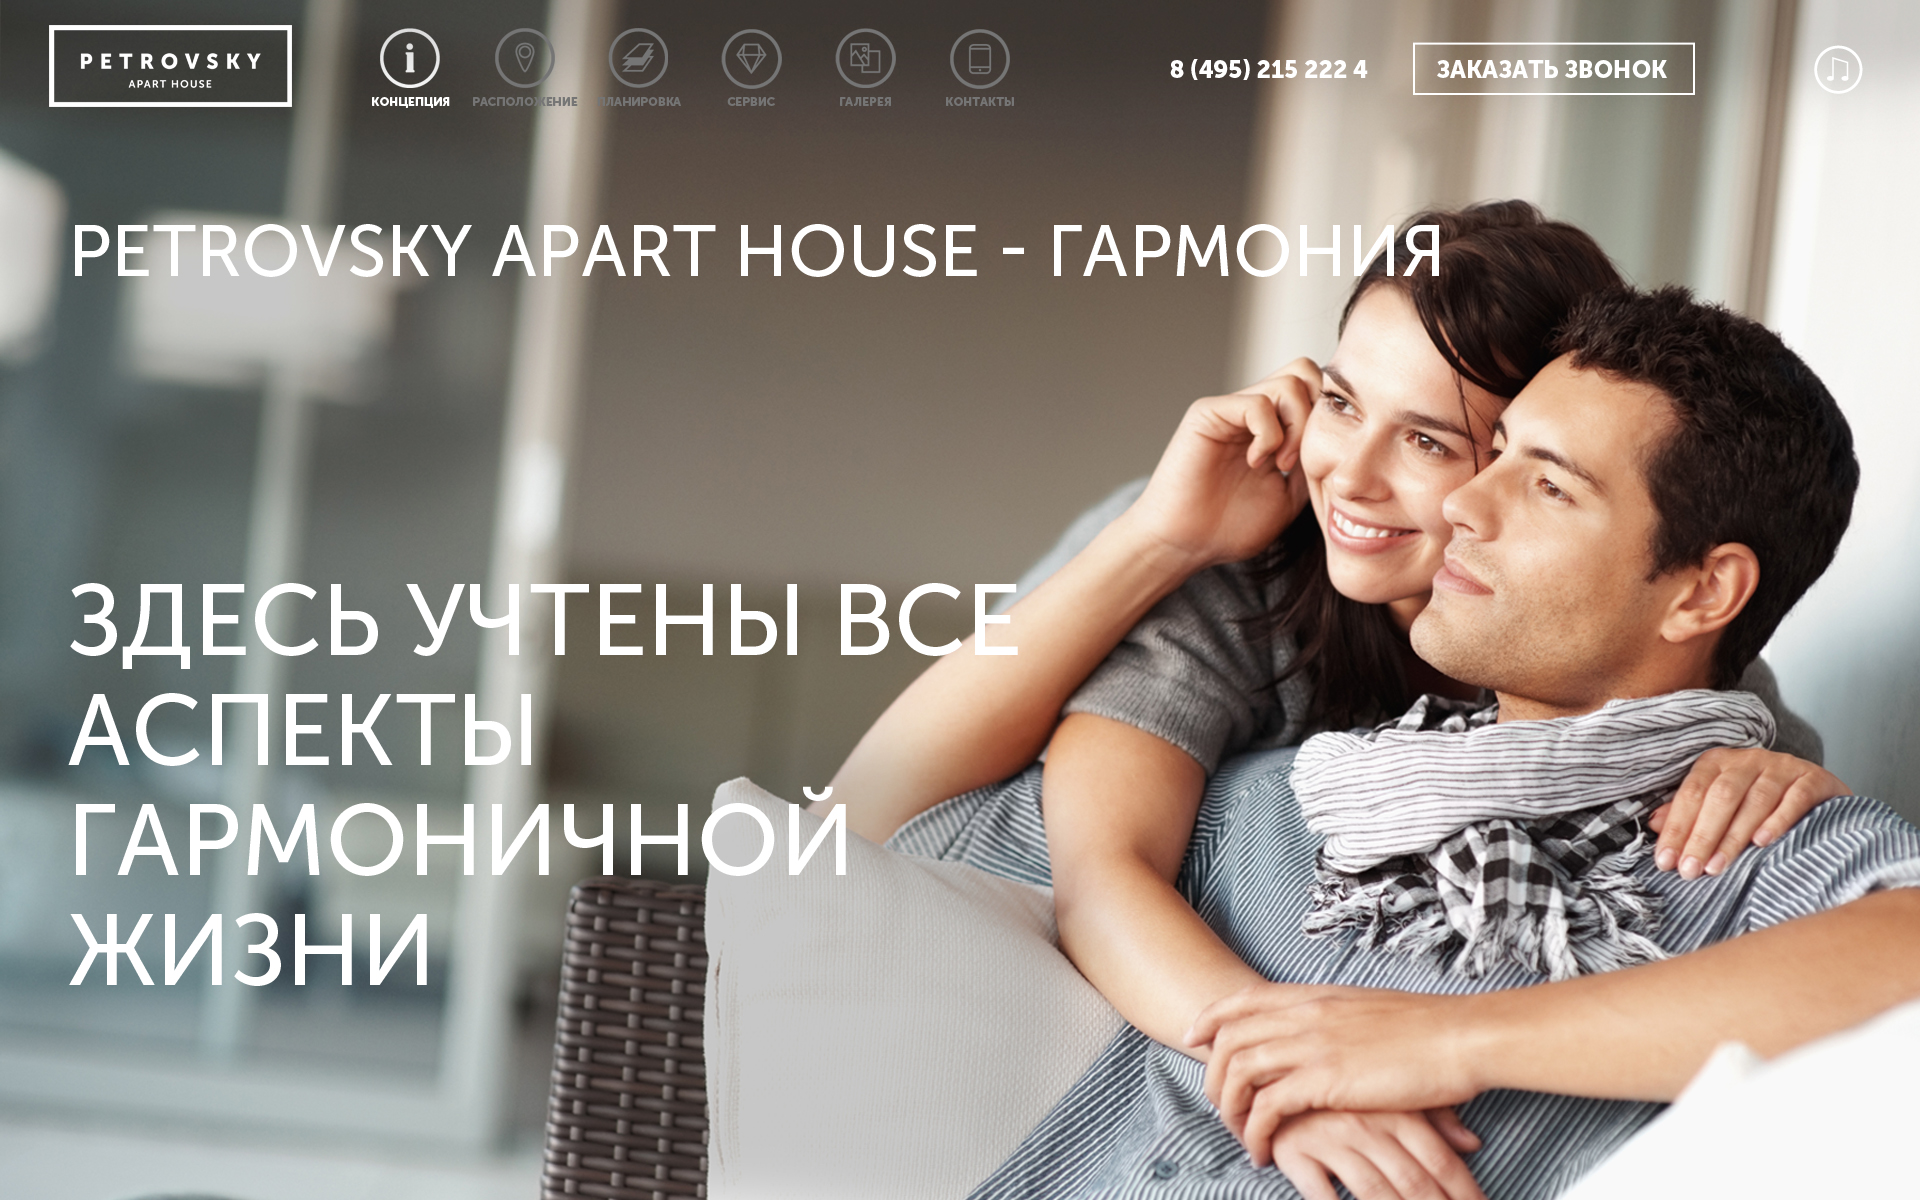 PETROVSKY
APART HOUSE
КОНЦЕПЦИЯ
РАСПОЛОЖЕНИЕ
ПЛАНИРОВКА
СЕРВИС
ГАЛЕРЕЯ
КОНТАКТЫ
8 (495) 215 222 4
ЗАКАЗАТЬ ЗВОНОК
PETROVSKY APART HOUSE - ГАРМОНИЯ
ЗДЕСЬ УЧТЕНЫ ВСЕ
АСПЕКТЫ
ГАРМОНИЧНОЙ
ЖИЗНИ